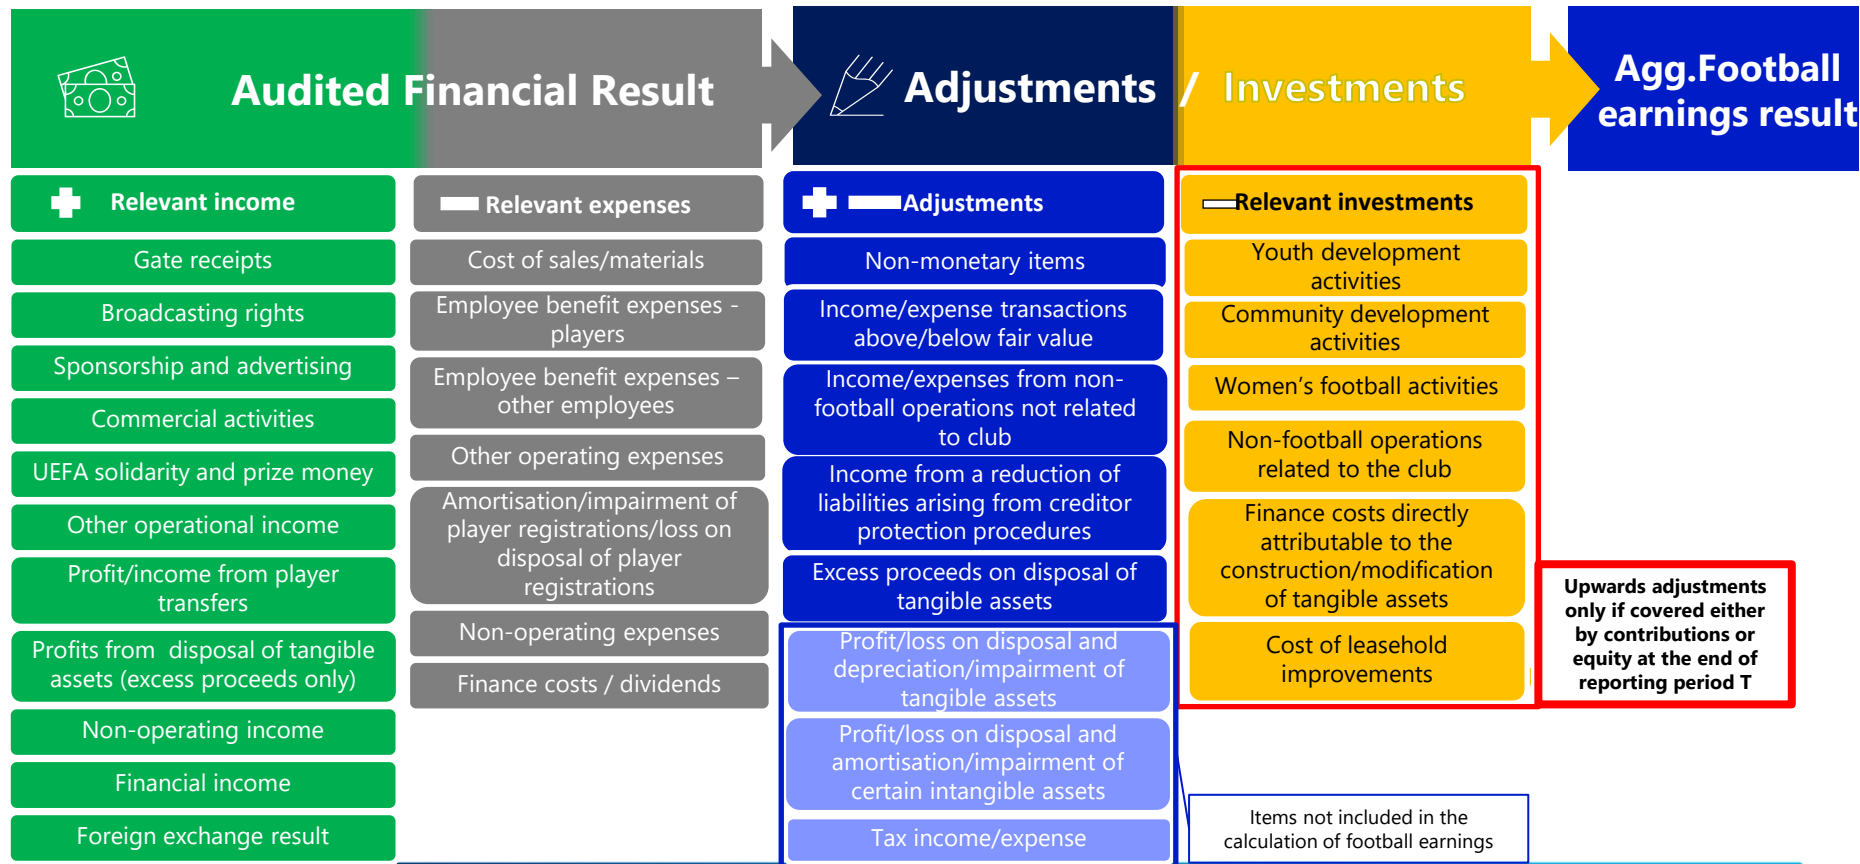 Audited Financial Result
Adjustments / Investments
Agg.Football
earnings result
Relevant income
Gate receipts
Broadcasting rights
Sponsorship and advertising
Commercial activities
UEFA solidarity and prize money
Other operational income
Profit/income from player
transfers
Profits from disposal of tangible
assets (excess proceeds only)
Non-operating income
Financial income
Foreign exchange result
Relevant expenses
Cost of sales/materials
Employee benefit expenses -
players
Employee benefit expenses –
other employees
Other operating expenses
Amortisation/impairment of
player registrations/loss on
disposal of player
registrations
Non-operating expenses
Finance costs / dividends
Adjustments
Non-monetary items
Income/expense transactions
above/below fair value
Income/expenses from non-
football operations not related
to club
Income from a reduction of
liabilities arising from creditor
protection procedures
Excess proceeds on disposal of
tangible assets
Profit/loss on disposal and
depreciation/impairment of
tangible assets
Profit/loss on disposal and
amortisation/impairment of
certain intangible assets
Tax income/expense
Relevant investments
Youth development
activities
Community development
activities
Women’s football activities
Non-football operations
related to the club
Finance costs directly
attributable to the
construction/modification
of tangible assets
Cost of leasehold
improvements
Upwards adjustments
only if covered either
by contributions or
equity at the end of
reporting period T
Items not included in the
calculation of football earnings